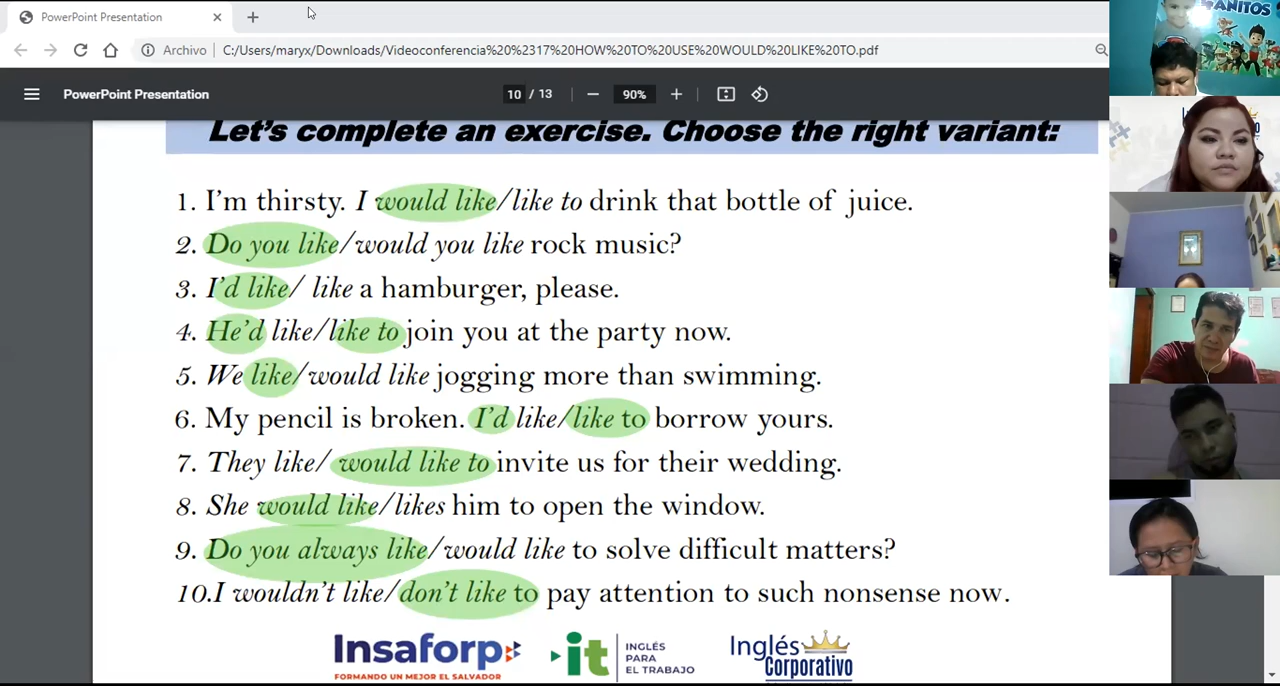 PowerPoint Presentation
Archivo C:/Users/maryx/Downloads/Videoconferencia%20%2317%20HOW%20TO%20USE%20WOULD%20LIKE%20TO.pdf
PowerPoint Presentation 10 / 13 90%
Let's complete an exercise. Choose the right variant:
1. I'm thirsty. I would like/like to drink that bottle of juice.
2. Do you like/would you like rock music?
3. I'd like/ like a hamburger, please.
4. He'd like/like to join you at the party now.
5. We like/would like jogging more than swimming.
6. My pencil is broken. I'd like/like to borrow yours.
7. They like/ would like to invite us for their wedding.
8. She would like/likes him to open the window.
9. Do you always like/would like to solve difficult matters?
10.I wouldn't like/don't like to pay attention to such nonsense now.
Insaforp
FORMANDO UN MEJOR EL SALVADOR
it INGLÉS PARA EL TRABAJO
Inglés Corporativo